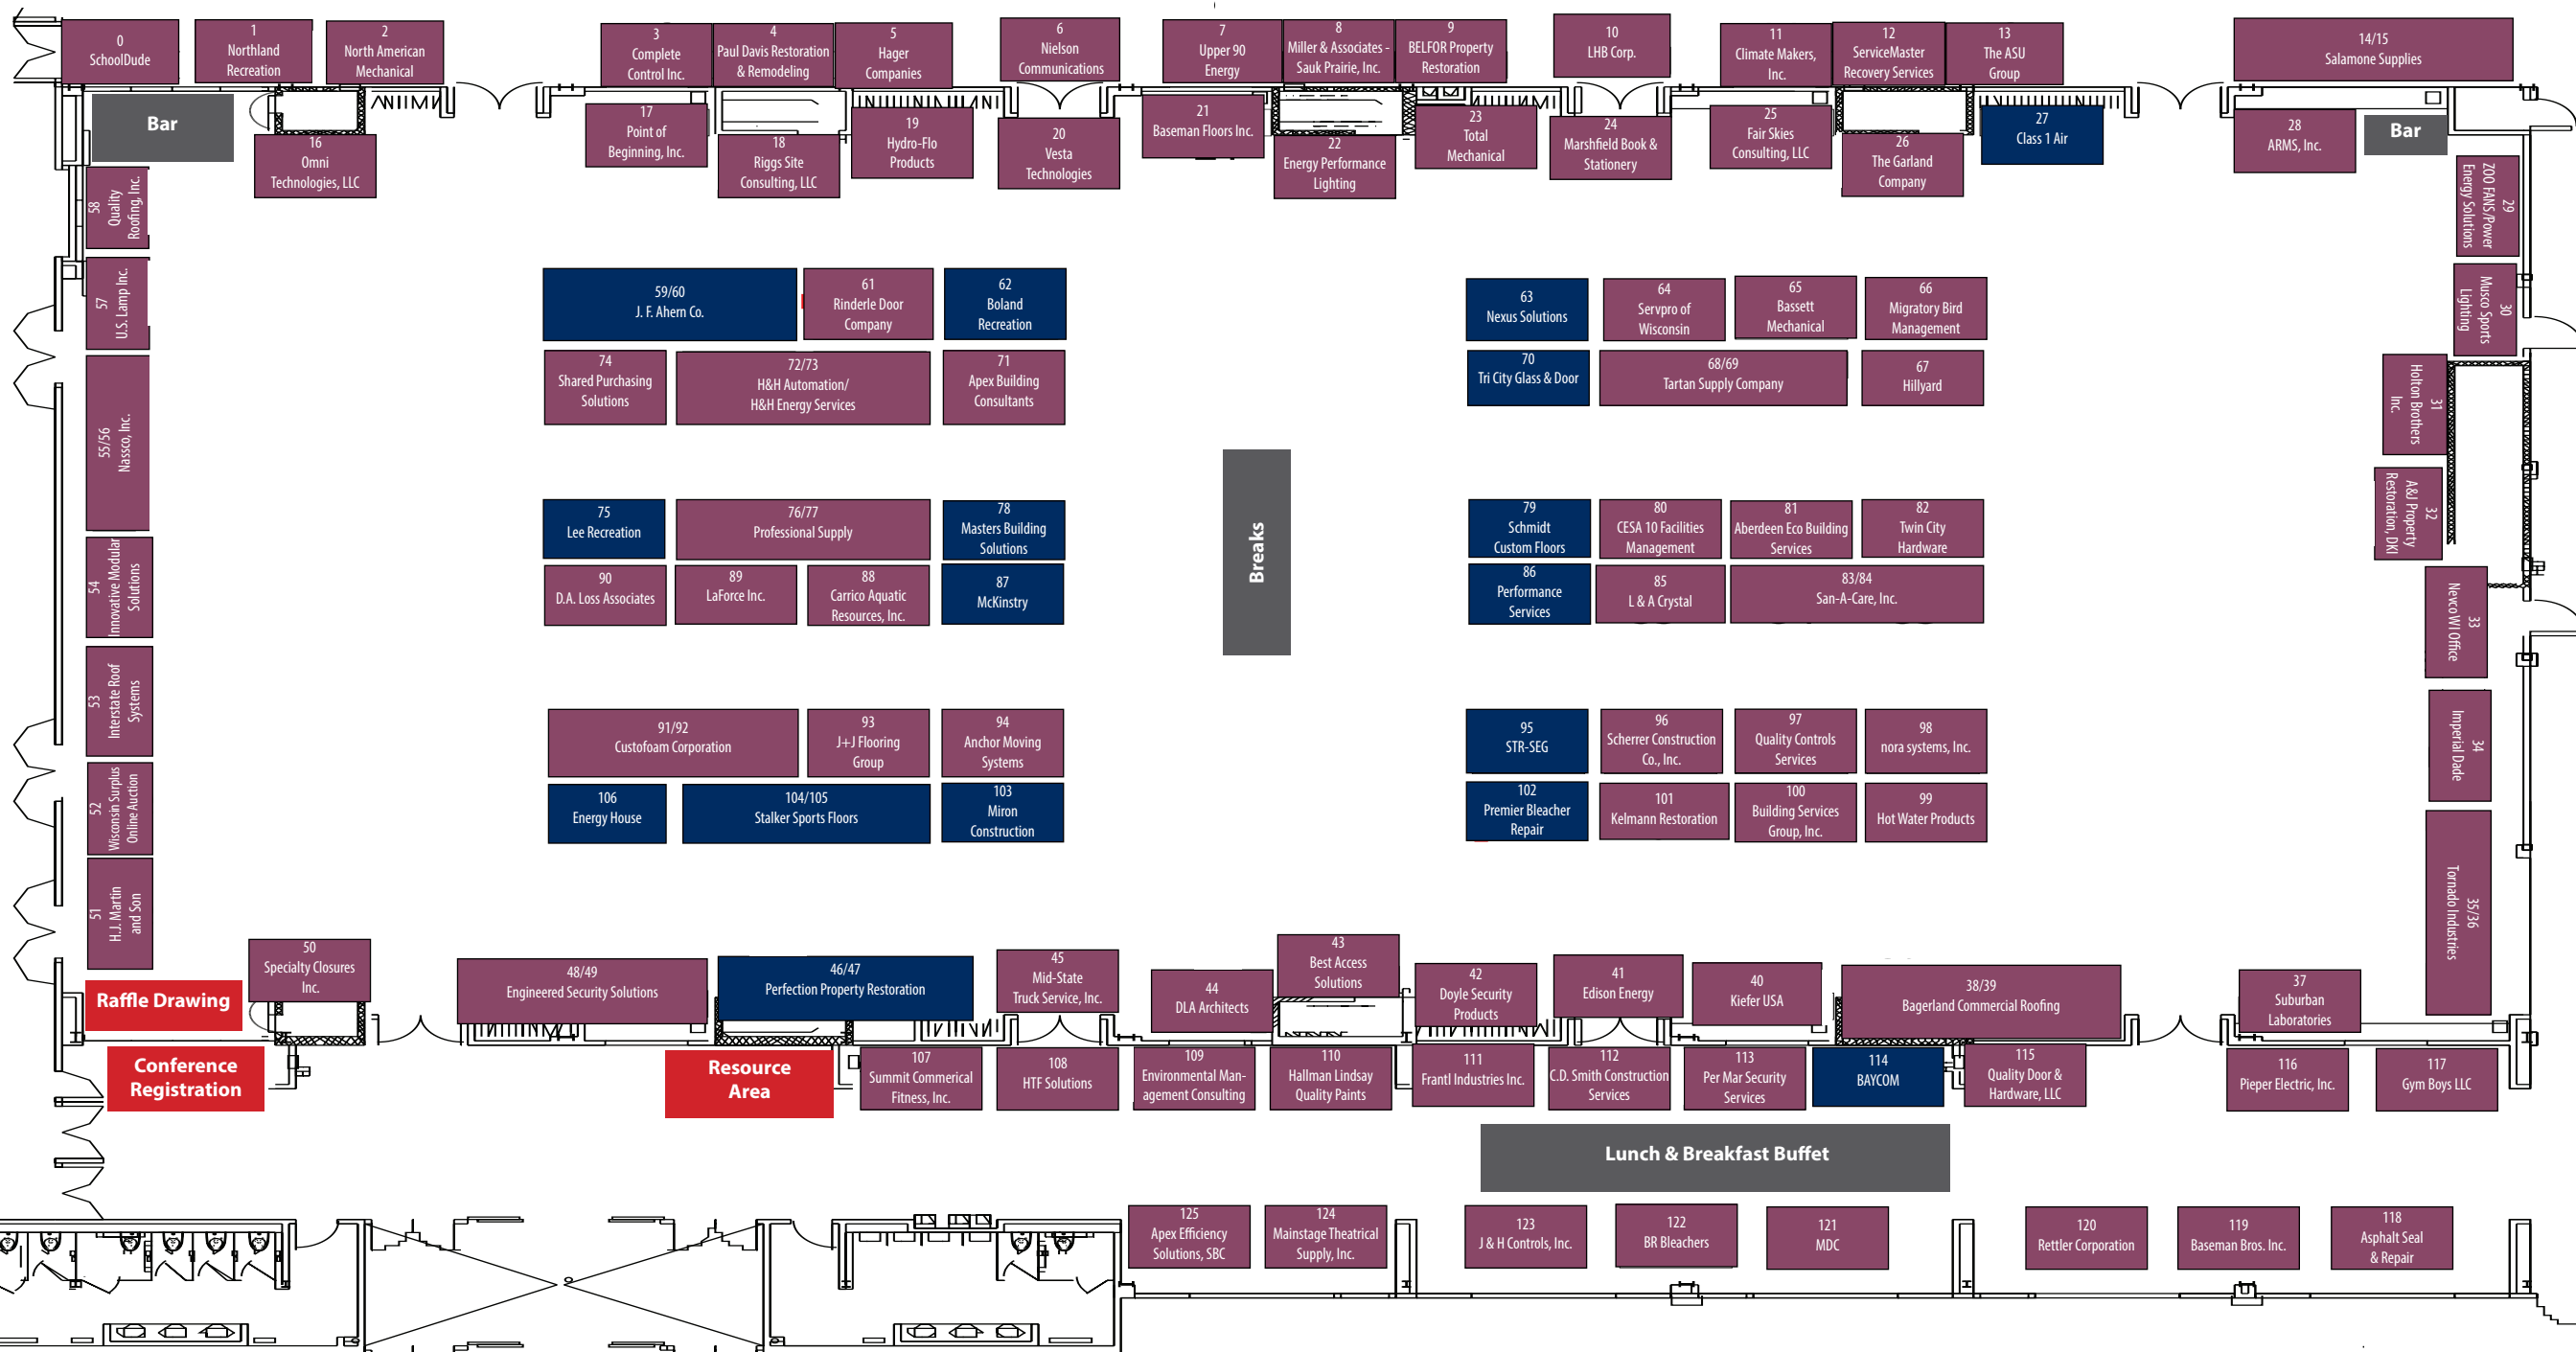 0
SchoolDude
1
Northland
Recreation
2
North American
Mechanical
3
Complete
Control Inc.
4
Paul Davis Restoration
& Remodeling
5
Hager
Companies
6
Nielson
Communications
7
Upper 90
Energy
8
Miller & Associates -
Sauk Prairie, Inc.
9
BELFOR Property
Restoration
10
LHB Corp.
11
Climate Makers,
Inc.
12
ServiceMaster
Recovery Services
13
The ASU
Group
14/15
Salamone Supplies
Bar
16
Omni
Technologies, LLC
17
Point of
Beginning, Inc.
18
Riggs Site
Consulting, LLC
19
Hydro-Flo
Products
20
Vesta
Technologies
21
Baseman Floors Inc.
22
Energy Performance
Lighting
23
Total
Mechanical
24
Marshfield Book &
Stationery
25
Fair Skies
Consulting, LLC
26
The Garland
Company
27
Class 1 Air
28
ARMS, Inc.
Bar
58
Quality
Roofing, Inc.
57
U.S. Lamp Inc.
55/56
Nassco, Inc.
54
Innovative Modular
Solutions
53
Interstate Roof
Systems
52
Wisconsin Surplus
Online Auction
51
H.J. Martin
and Son
59/60
J. F. Ahern Co.
61
Rinderle Door
Company
62
Boland
Recreation
63
Nexus Solutions
64
Servpro of
Wisconsin
65
Bassett
Mechanical
66
Migratory Bird
Management
74
Shared Purchasing
Solutions
72/73
H&H Automation/
H&H Energy Services
71
Apex Building
Consultants
70
Tri City Glass & Door
68/69
Tartan Supply Company
67
Hillyard
75
Lee Recreation
76/77
Professional Supply
78
Masters Building
Solutions
Breaks
79
Schmidt
Custom Floors
80
CESA 10 Facilities
Management
81
Aberdeen Eco Building
Services
82
Twin City
Hardware
90
D.A. Loss Associates
89
LaForce Inc.
88
Carrico Aquatic
Resources, Inc.
87
McKinstry
86
Performance
Services
85
L & A Crystal
83/84
San-A-Care, Inc.
91/92
Custofoam Corporation
93
J+J Flooring
Group
94
Anchor Moving
Systems
95
STR-SEG
96
Scherrer Construction
Co., Inc.
97
Quality Controls
Services
98
nora systems, Inc.
106
Energy House
104/105
Stalker Sports Floors
103
Miron
Construction
102
Premier Bleacher
Repair
101
Kelmann Restoration
100
Building Services
Group, Inc.
99
Hot Water Products
29
ZOO FANS/Power
Energy Solutions
30
Musco Sports
Lighting
31
Holton Brothers
Inc.
32
A&J Property
Restoration, DKI
33
Nevco WI Office
34
Imperial Dade
35/36
Tornado Industries
50
Specialty Closures
Inc.
48/49
Engineered Security Solutions
46/47
Perfection Property Restoration
45
Mid-State
Truck Service, Inc.
44
DLA Architects
43
Best Access
Solutions
42
Doyle Security
Products
41
Edison Energy
40
Kiefer USA
38/39
Bagerland Commercial Roofing
37
Suburban
Laboratories
Raffle Drawing
Conference
Registration
Resource
Area
107
Summit Commerical
Fitness, Inc.
108
HTF Solutions
109
Environmental Man-
agement Consulting
110
Hallman Lindsay
Quality Paints
111
Frantl Industries Inc.
112
C.D. Smith Construction
Services
113
Per Mar Security
Services
114
BAYCOM
115
Quality Door &
Hardware, LLC
116
Pieper Electric, Inc.
117
Gym Boys LLC
Lunch & Breakfast Buffet
125
Apex Efficiency
Solutions, SBC
124
Mainstage Theatrical
Supply, Inc.
123
J & H Controls, Inc.
122
BR Bleachers
121
MDC
120
Rettler Corporation
119
Baseman Bros. Inc.
118
Asphalt Seal
& Repair